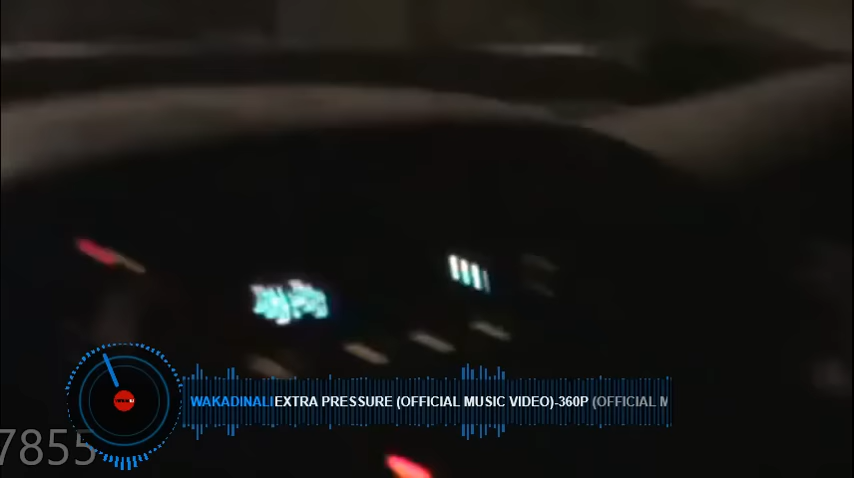 WAKADINALI EXTRA PRESSURE (OFFICIAL MUSIC VIDEO)-360P (OFFICIAL M
7855